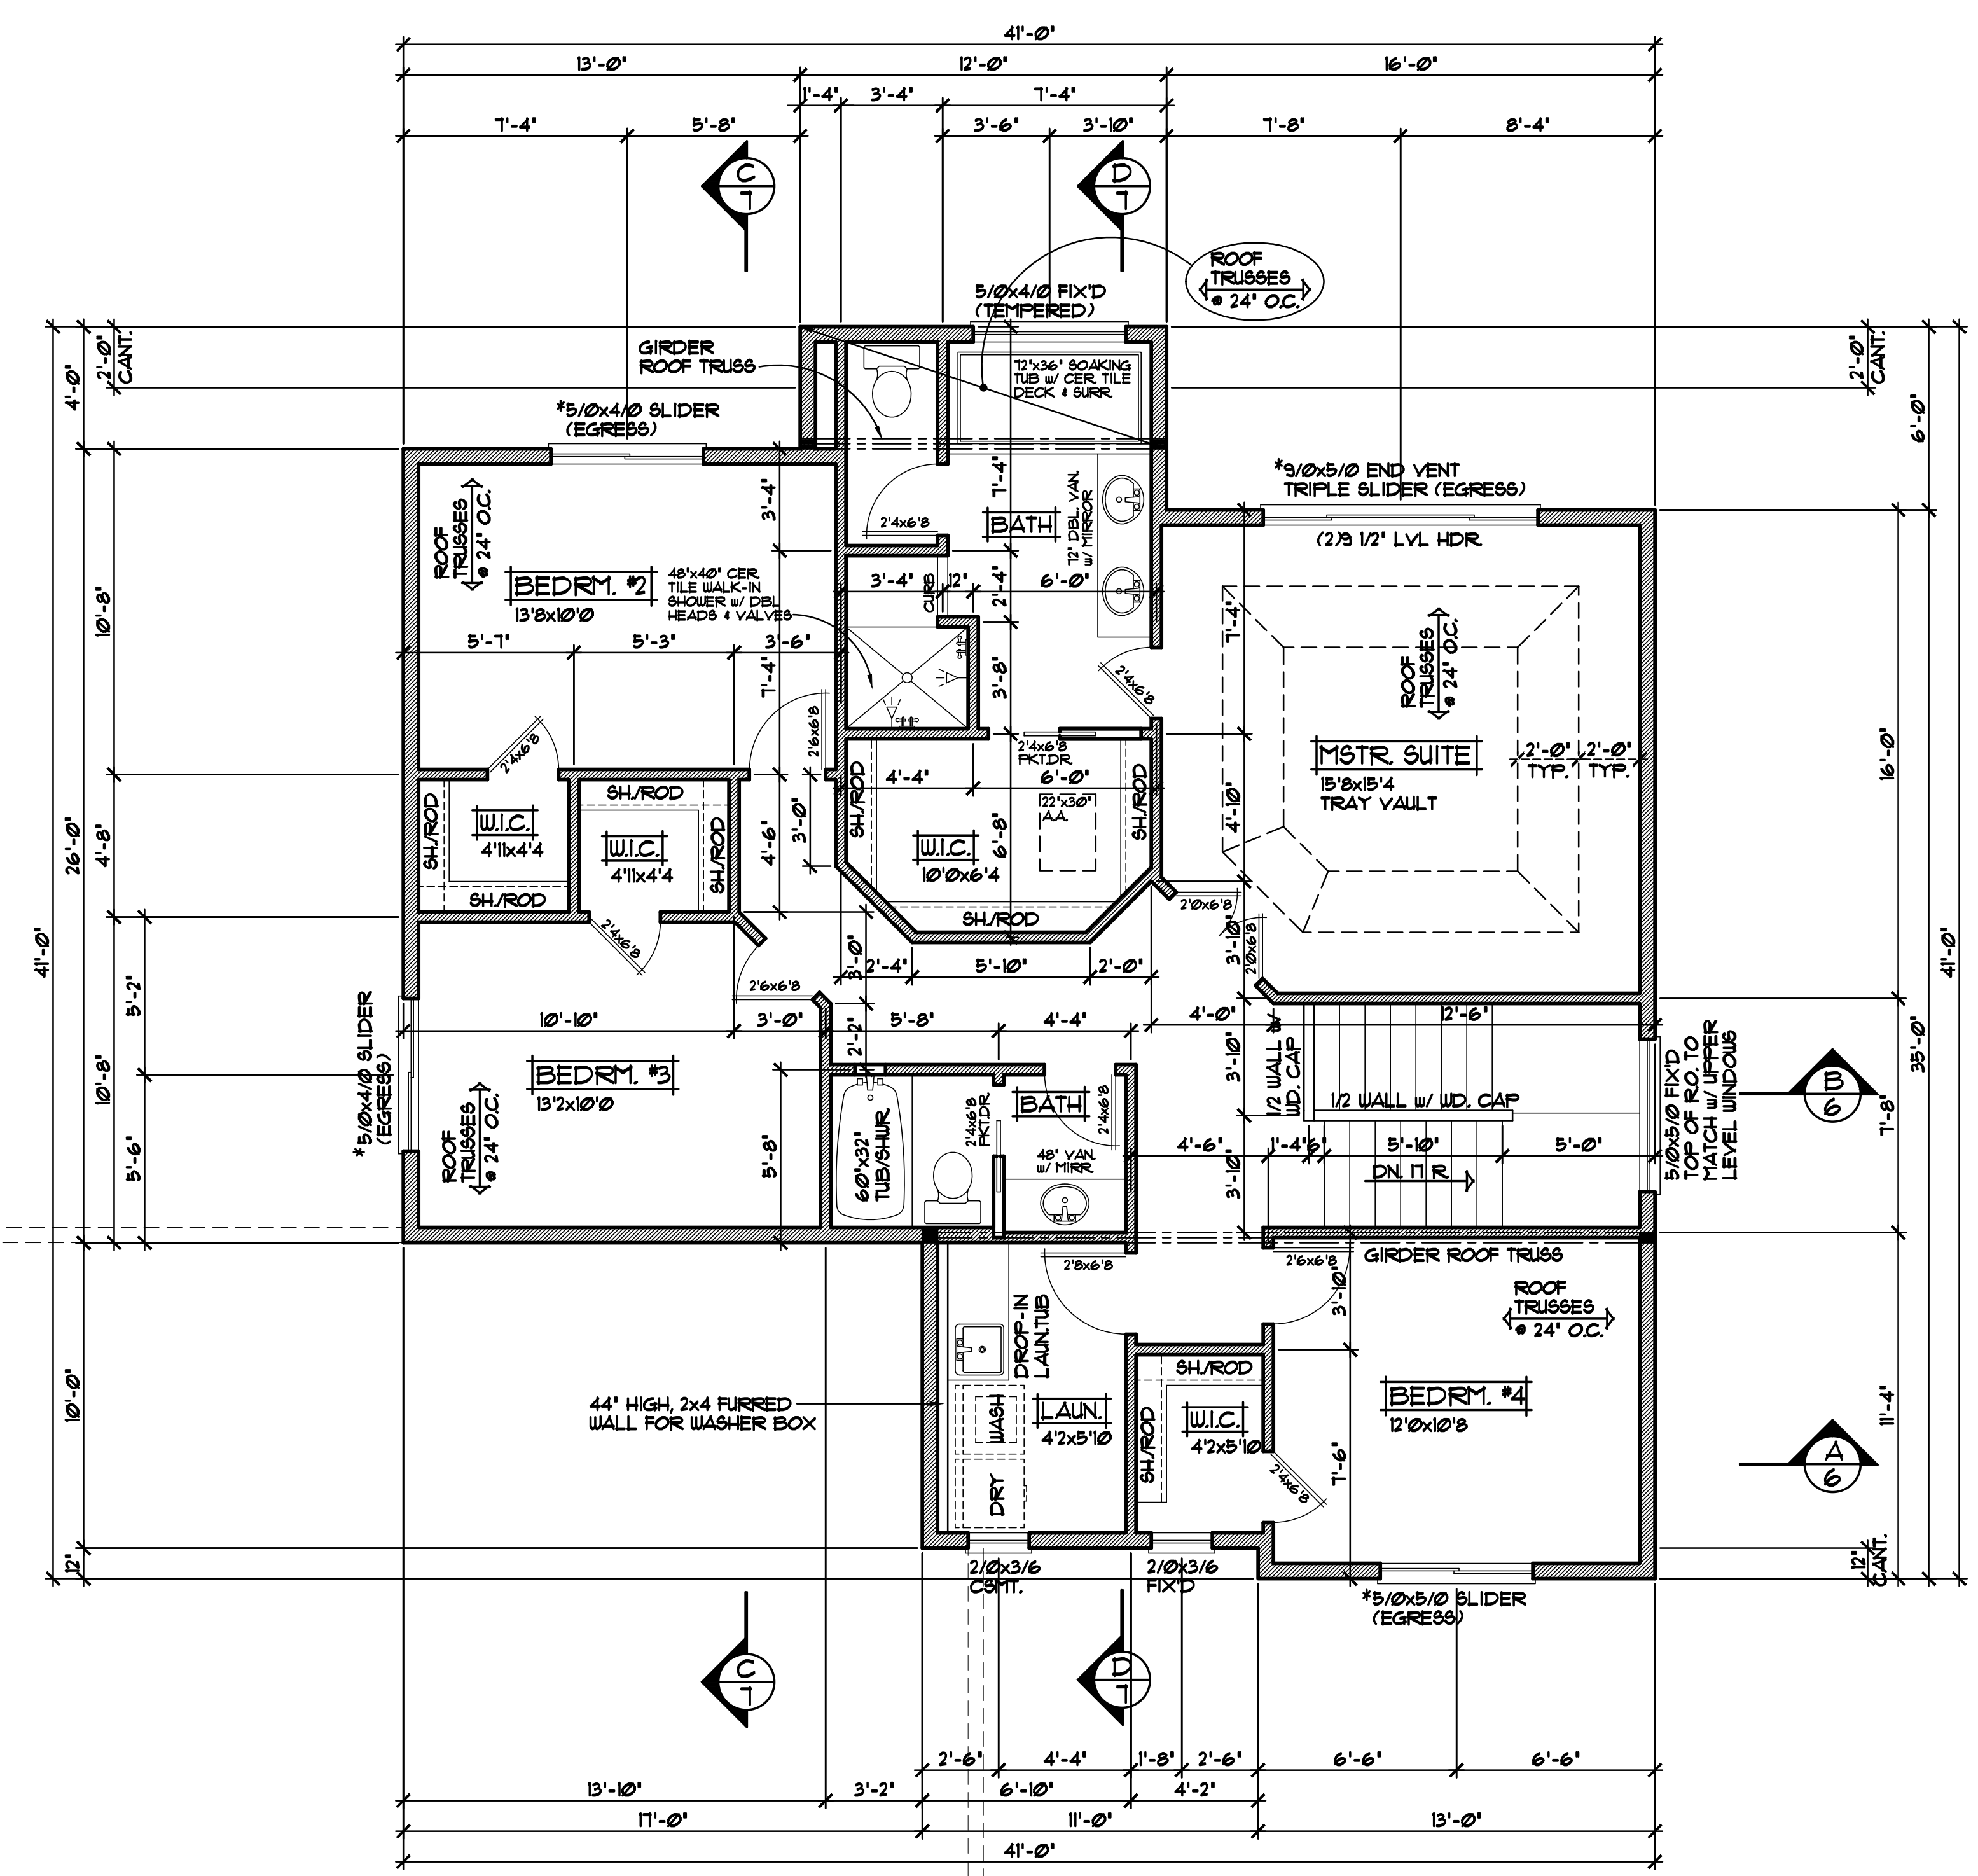 41'-0"
13'-0" 12'-0" 16'-0"
1'-4" 3'-4" 7'-4"
7'-4" 5'-8" 3'-6" 3'-10" 7'-8" 8'-4"
C
7
D
7
ROOF
TRUSSES
@ 24" O.C.
5/0x4/0 FIX'D
(TEMPERED)
GIRDER
ROOF TRUSS
72"x36" SOAKING
TUB w/ CER. TILE
DECK & SURR.
2'-0"
CANT.
4'-0"
2'-0"
CANT.
6'-0"
*5/0x4/0 SLIDER
(EGRESS)
*9/0x5/0 END VENT
TRIPLE SLIDER (EGRESS)
(2)9 1/2" LVL HDR.
ROOF
TRUSSES
@ 24" O.C.
3'-4"
7'-4"
2'4x6'8
BATH
72" DBL. VAN.
w/ MIRROR
BEDRM. #2
13'8x10'0
48"x40" CER.
TILE WALK-IN
SHOWER w/ DBL
HEADS & VALVES
3'-4" 12" 6'-0"
CURB
2'-4"
10'-8"
5'-7" 5'-3" 3'-6"
7'-4"
3'-8"
7'-4"
2'4x6'8
ROOF
TRUSSES
@ 24" O.C.
2'4x6'8
2'6x6'8
2'4x6'8
PKT.DR.
MSTR. SUITE
15'8x15'4
TRAY VAULT
2'-0"
TYP.
2'-0"
TYP.
16'-0"
SH./ROD
SH./ROD
W.I.C.
4'11x4'4
SH./ROD
W.I.C.
4'11x4'4
SH./ROD
SH./ROD
4'-6"
3'-0"
SH./ROD
4'-4" 6'-0"
22"x30"
A.A.
W.I.C.
10'0x6'4
6'-8"
SH./ROD
SH./ROD
4'-10"
4'-8"
26'-0"
41'-0"
2'4x6'8
2'6x6'8
3'-0"
2'-4" 5'-10" 2'-0"
2'0x6'8
2'0x6'8
3'-10"
41'-0"
35'-0"
5'-2"
*5/0x4/0 SLIDER
(EGRESS)
10'-10" 3'-0" 5'-8" 4'-4" 4'-0" 12'-6"
2'-2"
BEDRM. #3
13'2x10'0
10'-8"
5'-6"
ROOF
TRUSSES
@ 24" O.C.
5'-8"
60"x32"
TUB/SHWR.
2'4x6'8
PKT.DR.
BATH
2'4x6'8
48" VAN.
w/ MIRR.
1/2 WALL w/
WD. CAP
3'-10"
1/2 WALL w/ WD. CAP
4'-6" 1'-4" 6" 5'-10" 5'-0"
DN. 17 R.
3'-10"
5/0x5/0 FIX'D
TOP OF R.O. TO
MATCH w/ UPPER
LEVEL WINDOWS
B
6
7'-8"
2'8x6'8
2'6x6'8
GIRDER ROOF TRUSS
3'-10"
ROOF
TRUSSES
@ 24" O.C.
DROP-IN
LAUN.TUB
SH./ROD
10'-0"
44" HIGH, 2x4 FURRED
WALL FOR WASHER BOX
WASH
DRY
LAUN.
4'2x5'10
SH./ROD
W.I.C.
4'2x5'10
2'4x6'8
BEDRM. #4
12'0x10'8
7'-6"
11'-4"
A
6
12"
12"
CANT.
2/0x3/6
CSMT.
2/0x3/6
FIX'D
*5/0x5/0 SLIDER
(EGRESS)
C
7
D
7
2'-6" 4'-4" 1'-8" 2'-6" 6'-6" 6'-6"
13'-10" 3'-2" 6'-10" 4'-2"
17'-0" 11'-0" 13'-0"
41'-0"